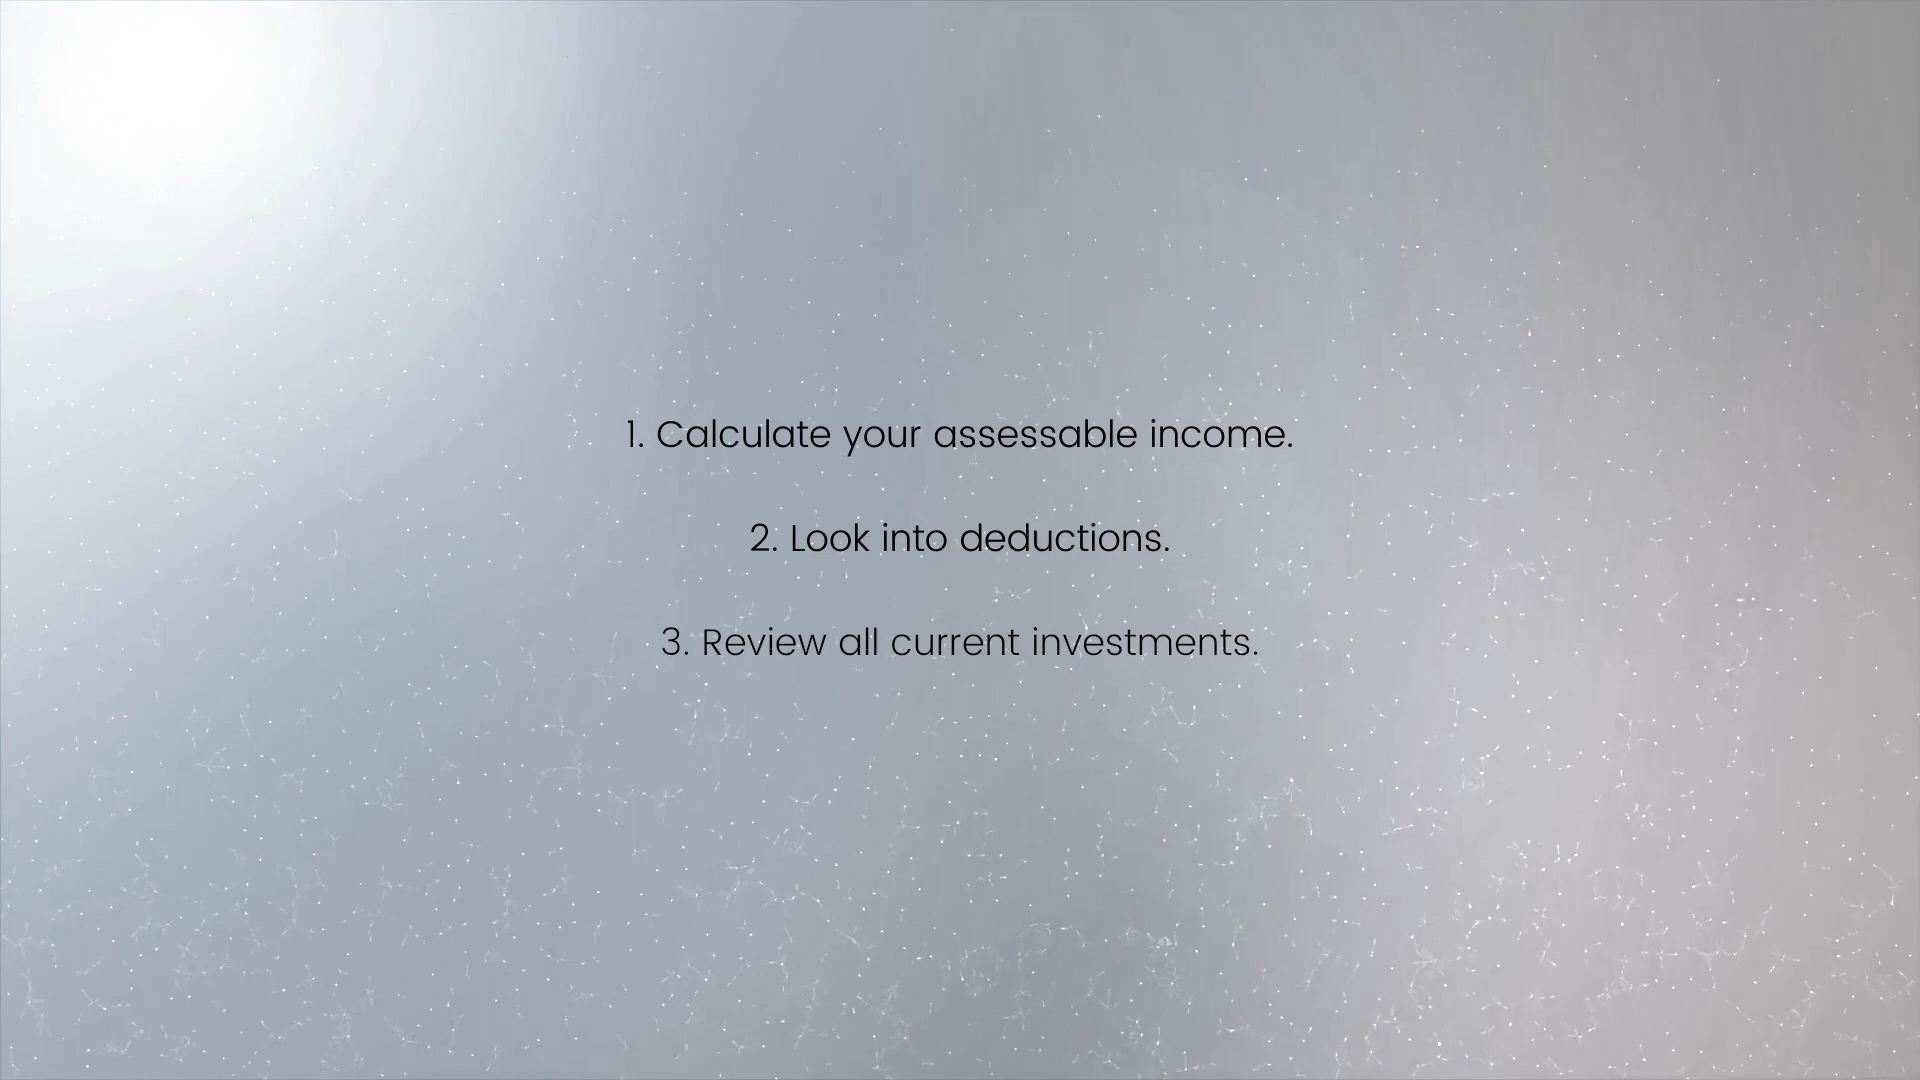 1. Calculate your assessable income.
2. Look into deductions.
3. Review all current investments.